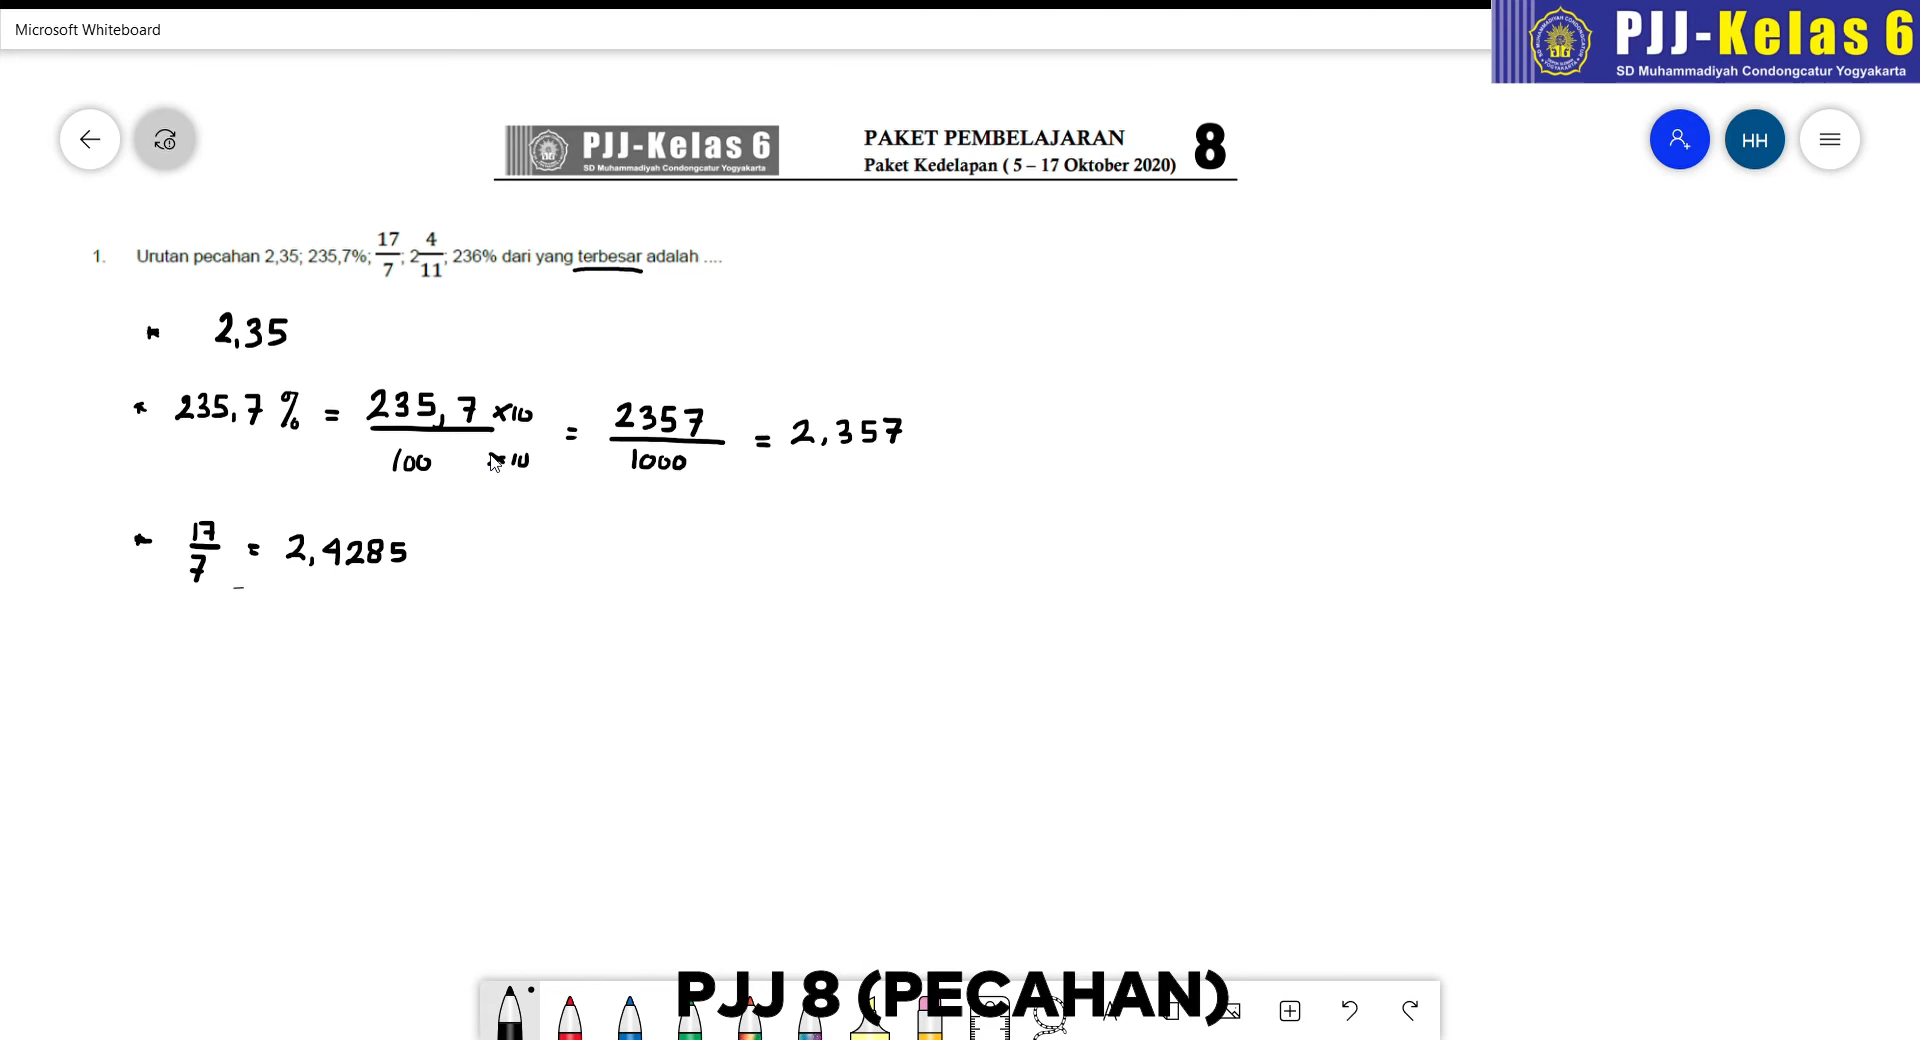 Microsoft Whiteboard
PJJ-Kelas 6
SD Muhammadiyah Condongcatur Yogyakarta
HH
PJJ-Kelas 6
SD Muhammadiyah Condongcatur Yogyakarta
PAKET PEMBELAJARAN
Paket Kedelapan ( 5 – 17 Oktober 2020)
8
1. Urutan pecahan 2,35; 235,7%; 17/7; 2 4/11; 236% dari yang terbesar adalah ....
2,35
235,7 % = 235,7 x10 / 100 x10 = 2357/1000 = 2,357
17/7 = 2,4285
PJJ 8 (PECAHAN)